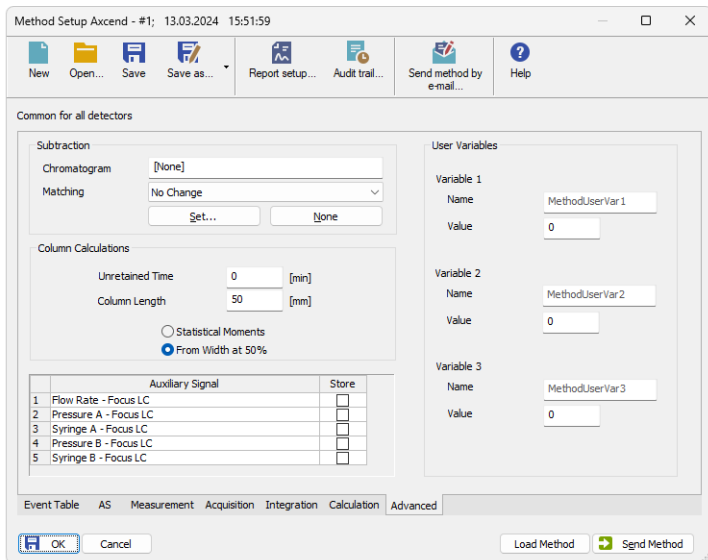 Method Setup Axcend - #1;  13.03.2024  15:51:59
New Open... Save Save as... Report setup... Audit trail... Send method by e-mail... Help
Common for all detectors
Subtraction
Chromatogram [None]
Matching No Change
Set... None
Column Calculations
Unretained Time 0 [min]
Column Length 50 [mm]
Statistical Moments
From Width at 50%
Auxiliary Signal Store
1 Flow Rate - Focus LC
2 Pressure A - Focus LC
3 Syringe A - Focus LC
4 Pressure B - Focus LC
5 Syringe B - Focus LC
User Variables
Variable 1
Name MethodUserVar1
Value 0
Variable 2
Name MethodUserVar2
Value 0
Variable 3
Name MethodUserVar3
Value 0
Event Table AS Measurement Acquisition Integration Calculation Advanced
OK Cancel Load Method Send Method